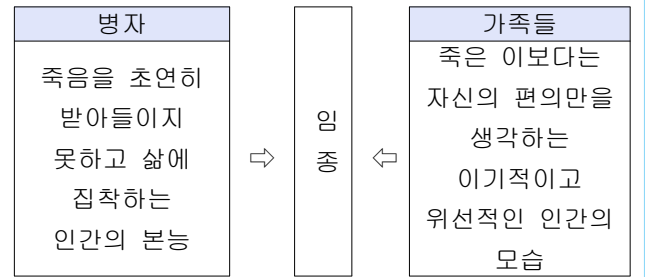 병자
죽음을 초연히
받아들이지
못하고 삶에
집착하는
인간의 본능
⇨
임
종
⇦
가족들
죽은 이보다는
자신의 편의만을
생각하는
이기적이고
위선적인 인간의
모습